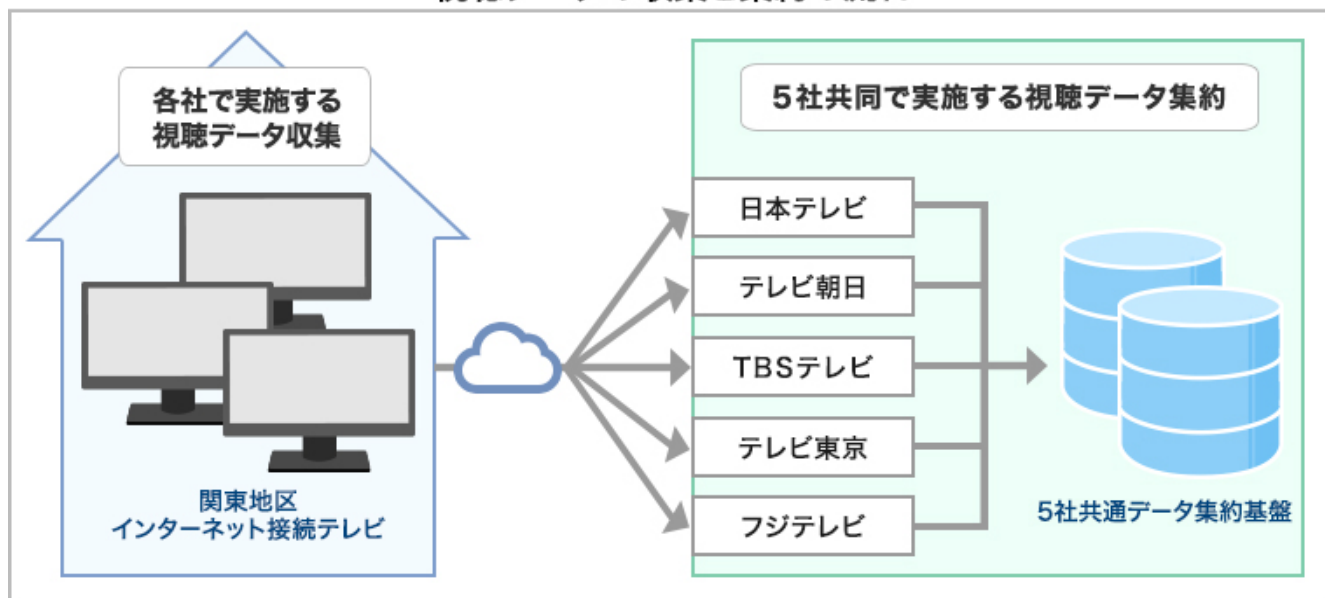 各社で実施する
視聴データ収集
5社共同で実施する視聴データ集約
日本テレビ
テレビ朝日
TBSテレビ
テレビ東京
フジテレビ
関東地区
インターネット接続テレビ
5社共通データ集約基盤